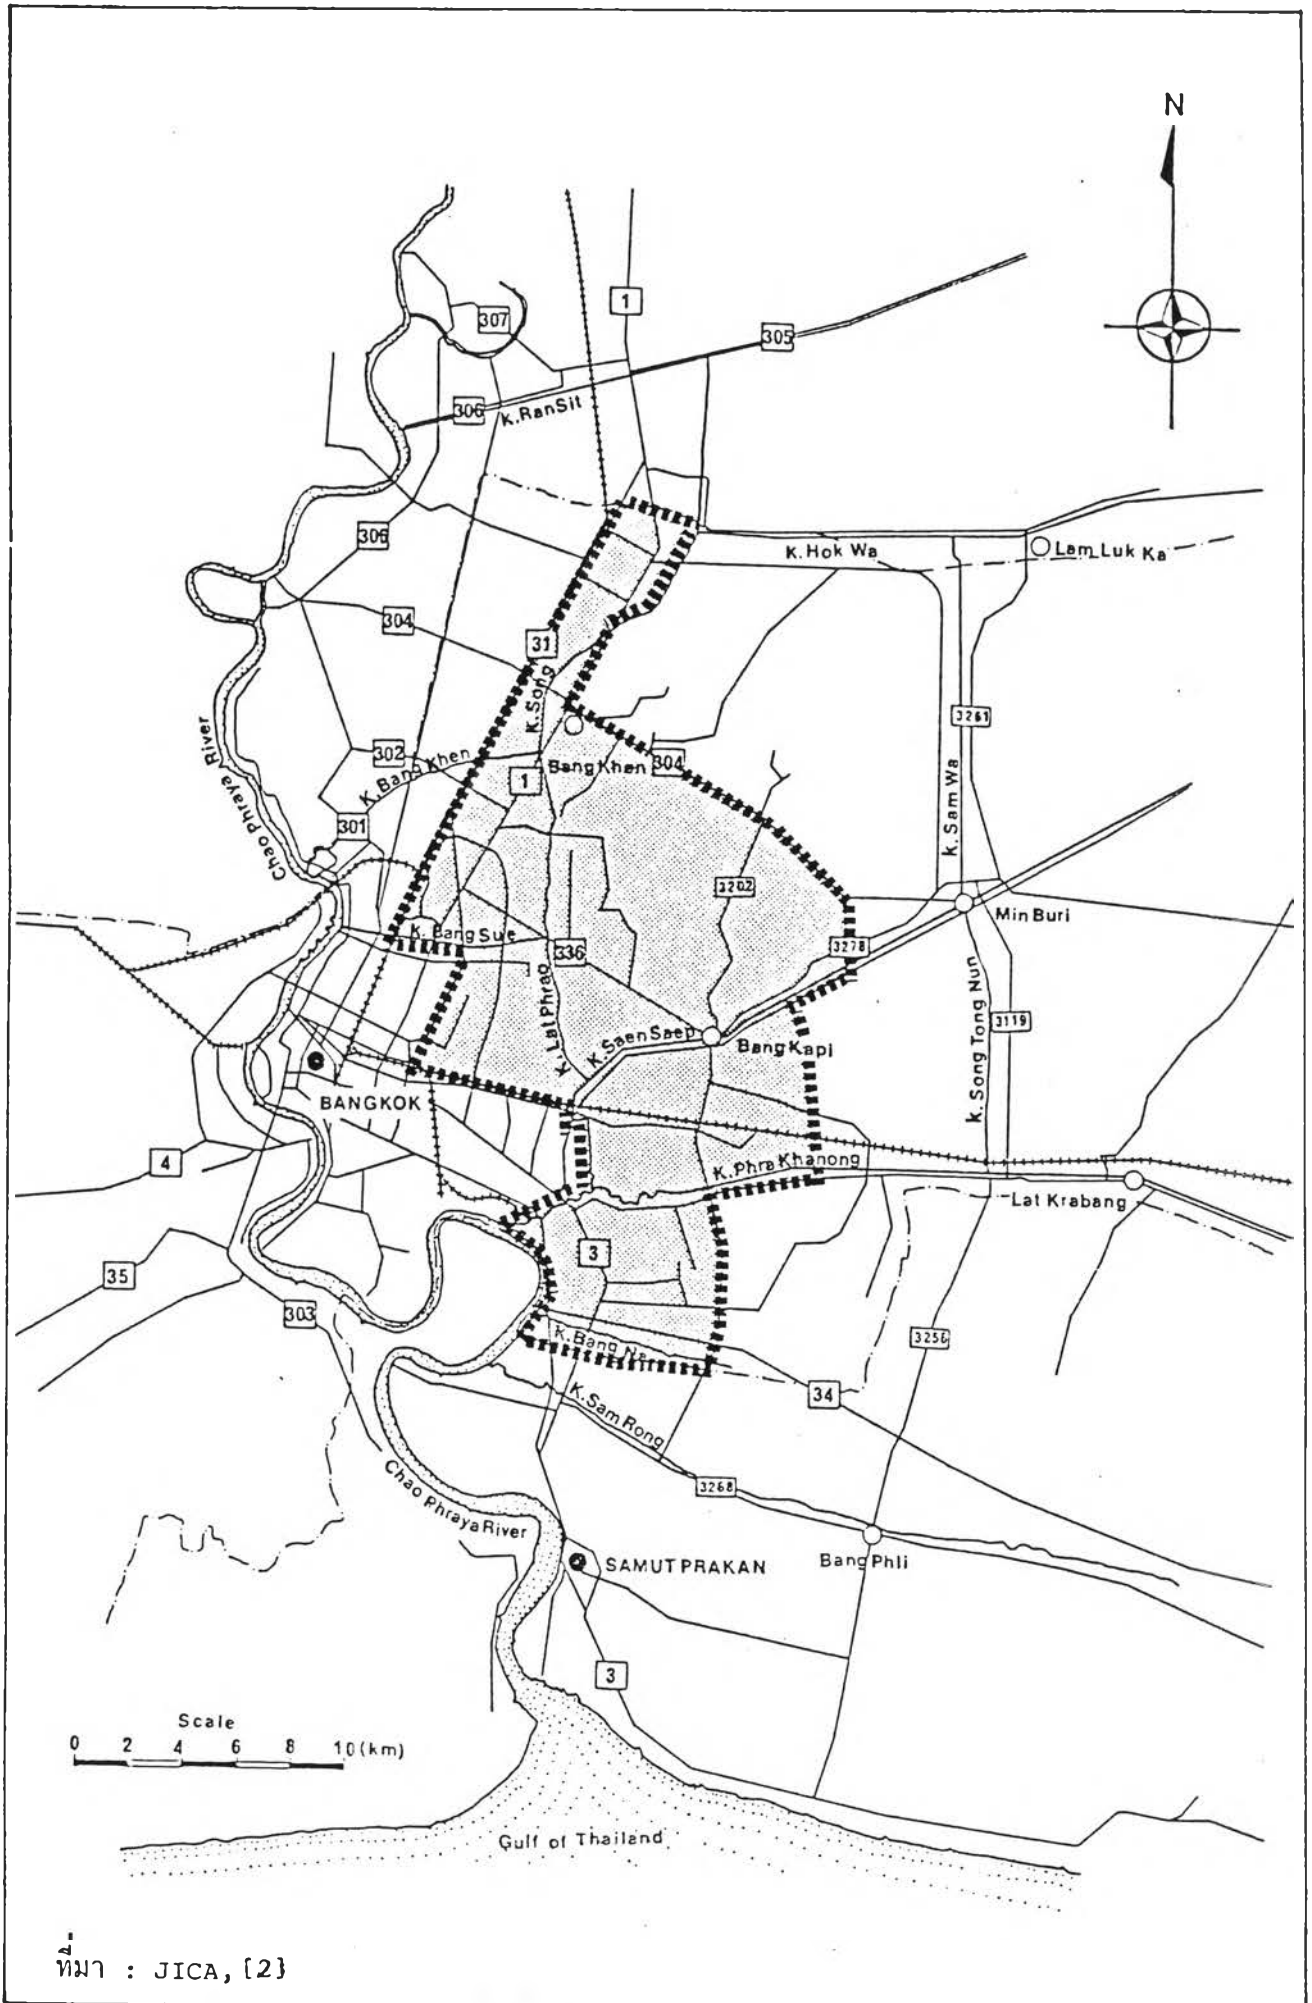 N
307
1
305
306
K.RanSit
306
K.Hok Wa
Lam Luk Ka
304
31
K.Song
3261
Chao Phraya River
302
K.Bang Khen
Bang Khen
304
1
K.Sam Wa
301
3202
Min Buri
K.Bang Sue
336
3278
K.Lat Phrao
K.Saen Saep
Bang Kapi
K.Song Tong Nun
3119
BANGKOK
4
K.Phra Khanong
Lat Krabang
3
35
303
K.Bang Na
3256
34
K.Sam Rong
3268
Chao Phraya River
Bang Phli
SAMUT PRAKAN
3
Scale
0 2 4 6 8 10(km)
Gulf of Thailand
ที่มา : JICA, [2]